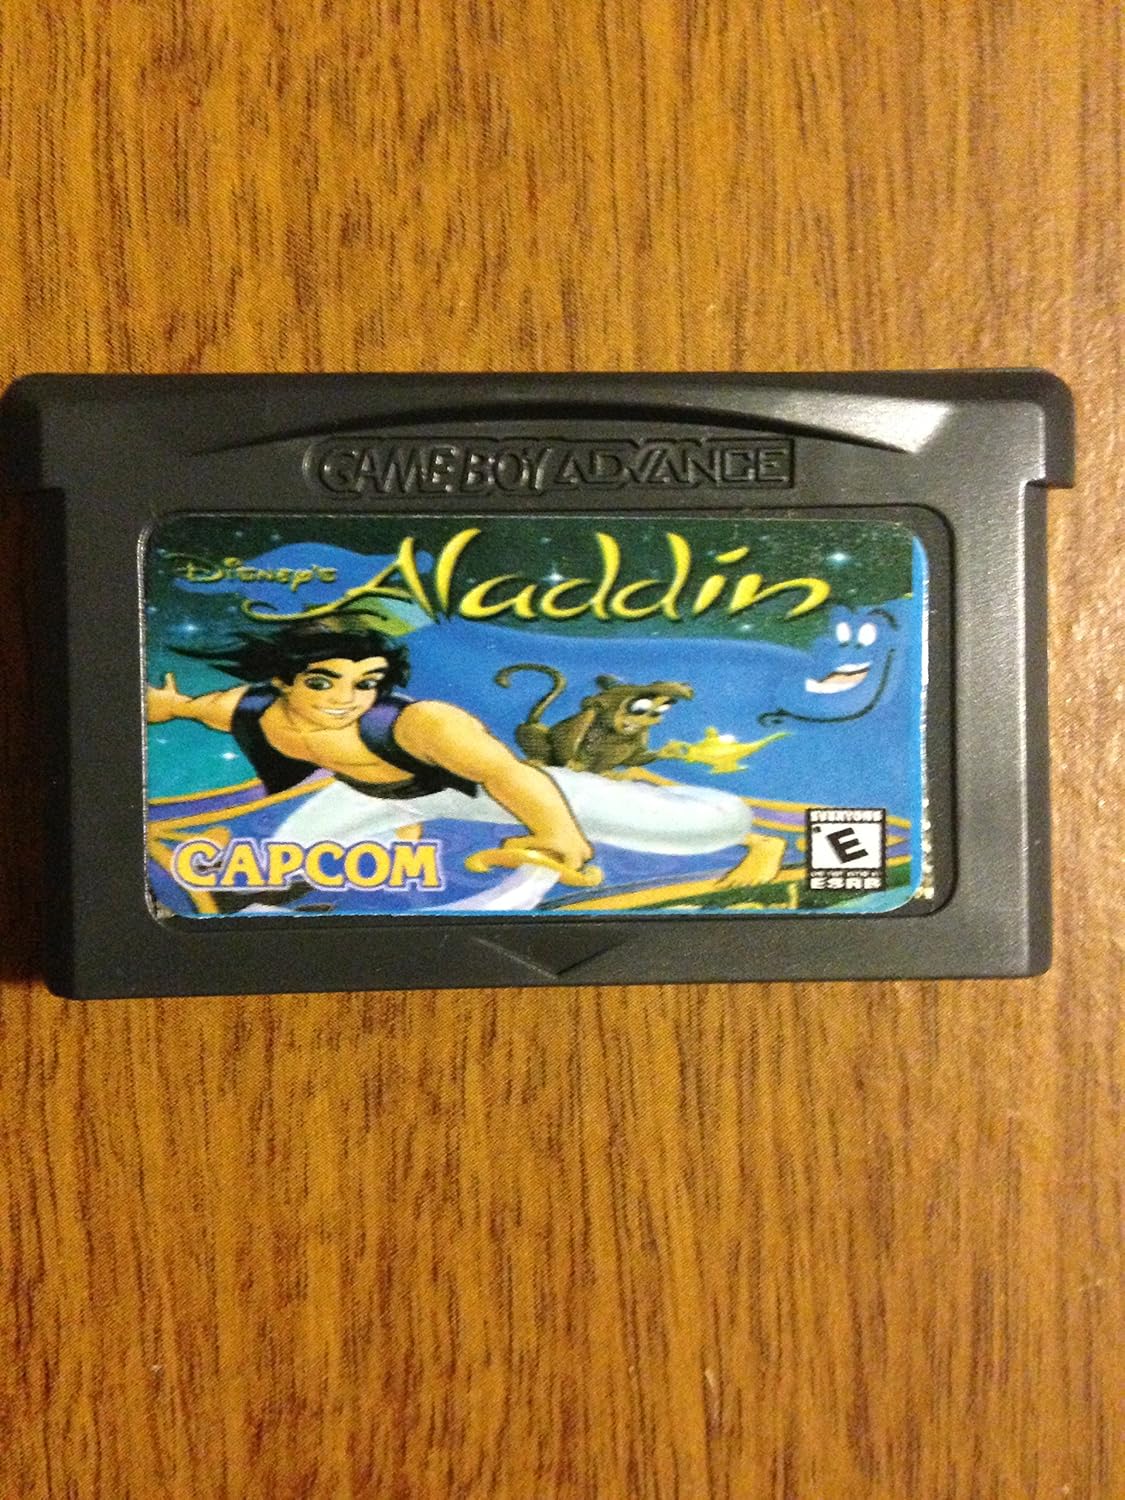 GAME BOY ADVANCE
Disney's Aladdin
CAPCOM
EVERYONE
E
ESRB